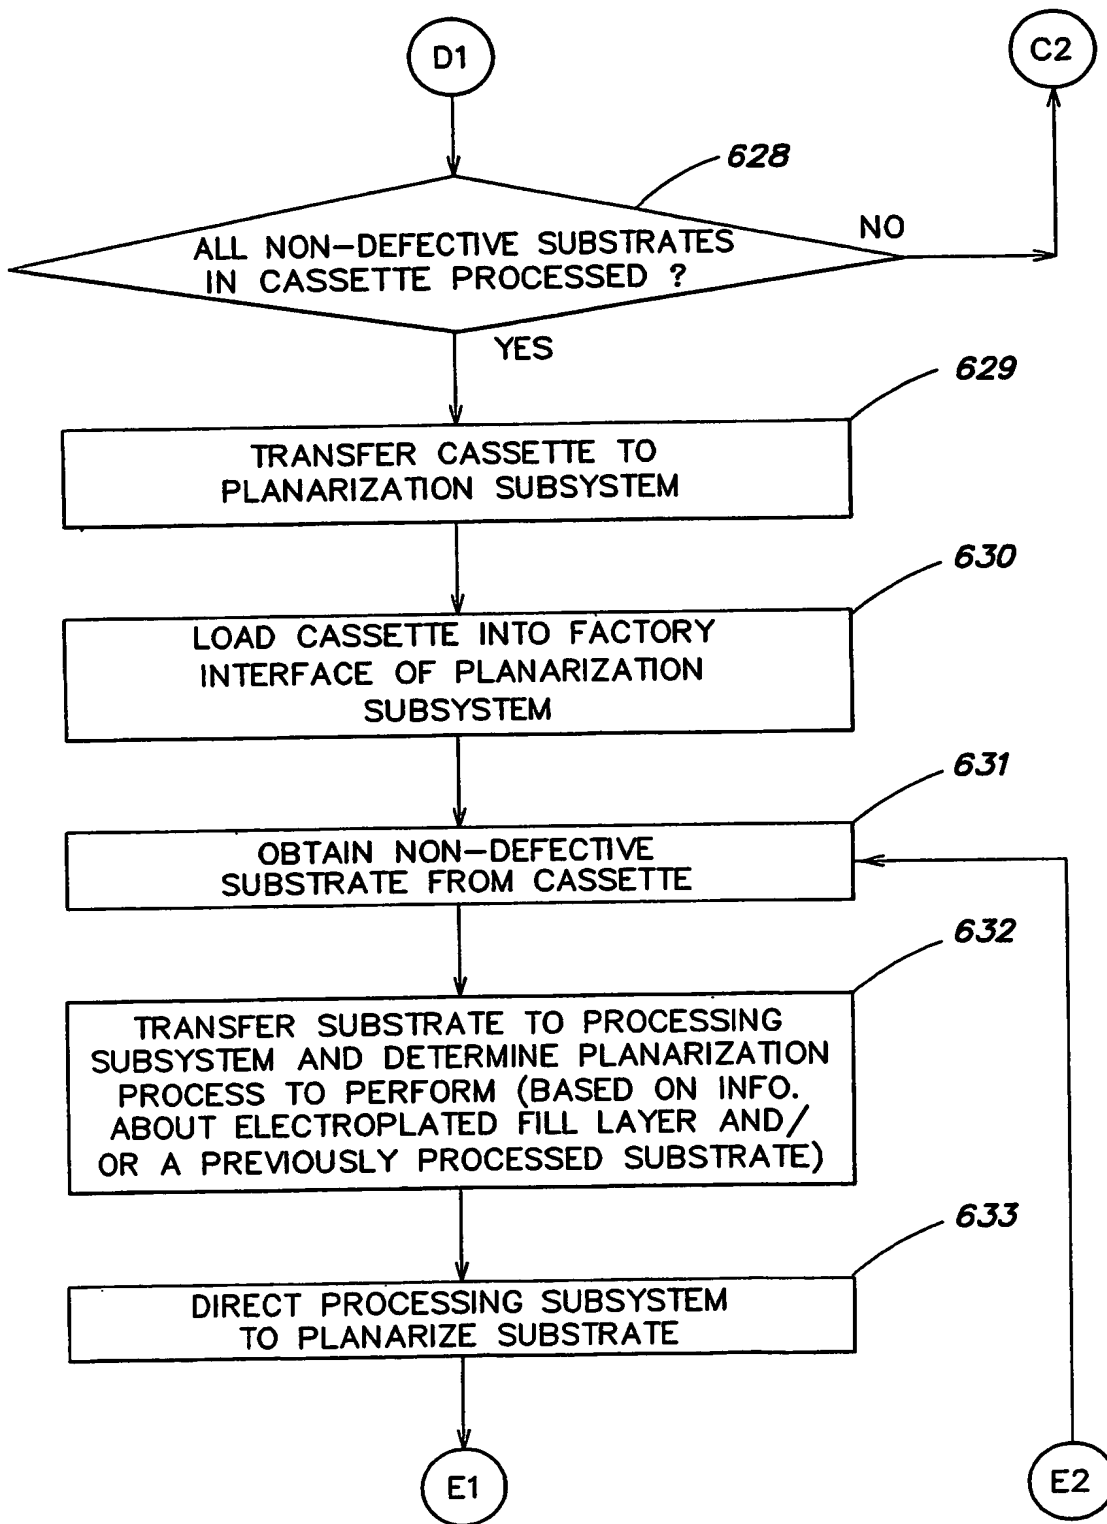 D1
C2
628
ALL NON-DEFECTIVE SUBSTRATES
IN CASSETTE PROCESSED ?
NO
YES
629
TRANSFER CASSETTE TO
PLANARIZATION SUBSYSTEM
630
LOAD CASSETTE INTO FACTORY
INTERFACE OF PLANARIZATION
SUBSYSTEM
631
OBTAIN NON-DEFECTIVE
SUBSTRATE FROM CASSETTE
632
TRANSFER SUBSTRATE TO PROCESSING
SUBSYSTEM AND DETERMINE PLANARIZATION
PROCESS TO PERFORM (BASED ON INFO.
ABOUT ELECTROPLATED FILL LAYER AND/
OR A PREVIOUSLY PROCESSED SUBSTRATE)
633
DIRECT PROCESSING SUBSYSTEM
TO PLANARIZE SUBSTRATE
E1
E2